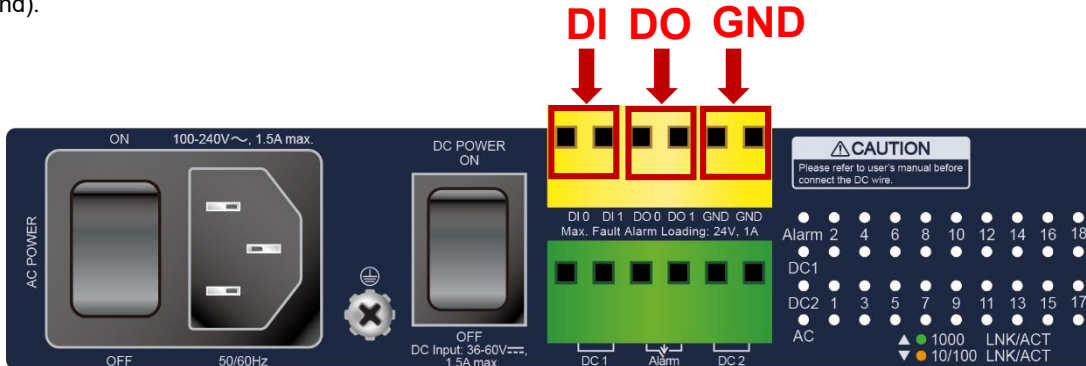 nd).
DI DO GND
ON 100-240V～, 1.5A max.
DC POWER
ON
⚠CAUTION
Please refer to user's manual before
connect the DC wire.
AC POWER
DI 0 DI 1 DO 0 DO 1 GND GND
Max. Fault Alarm Loading: 24V, 1A
Alarm 2 4 6 8 10 12 14 16 18
DC1
DC2 1 3 5 7 9 11 13 15 17
AC
▲ 1000 LNK/ACT
▼ 10/100 LNK/ACT
OFF 50/60Hz
OFF
DC Input: 36-60V⎓,
1.5A max.
DC 1 Alarm DC 2